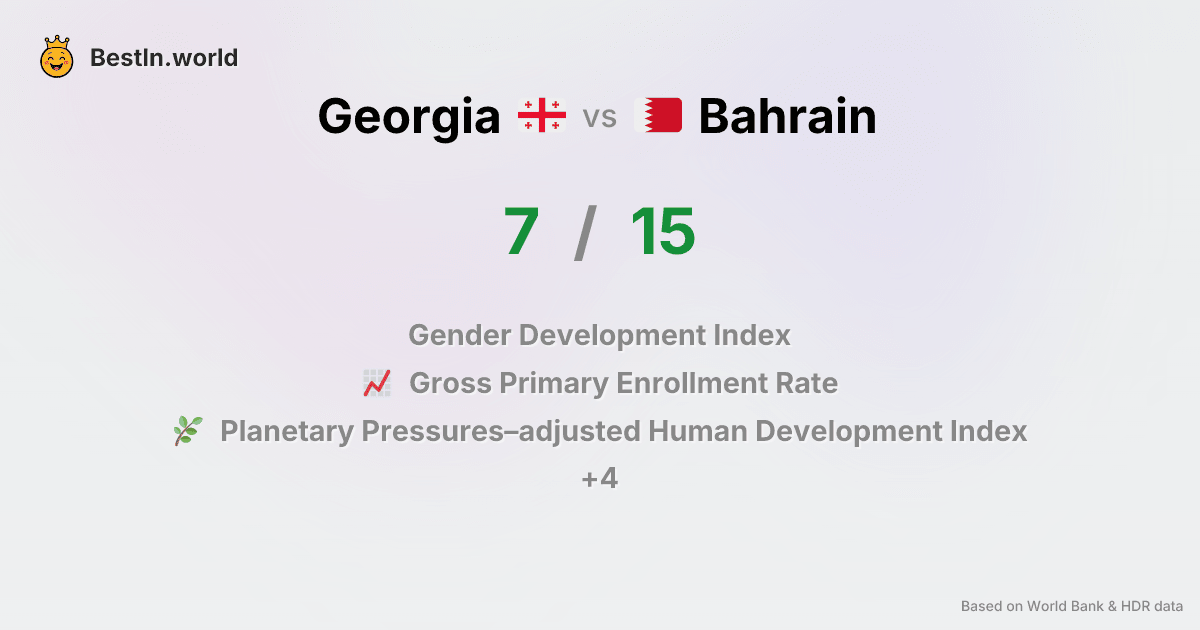 BestIn.world
Georgia vs Bahrain
7 / 15
Gender Development Index
Gross Primary Enrollment Rate
Planetary Pressures–adjusted Human Development Index
+4
Based on World Bank & HDR data